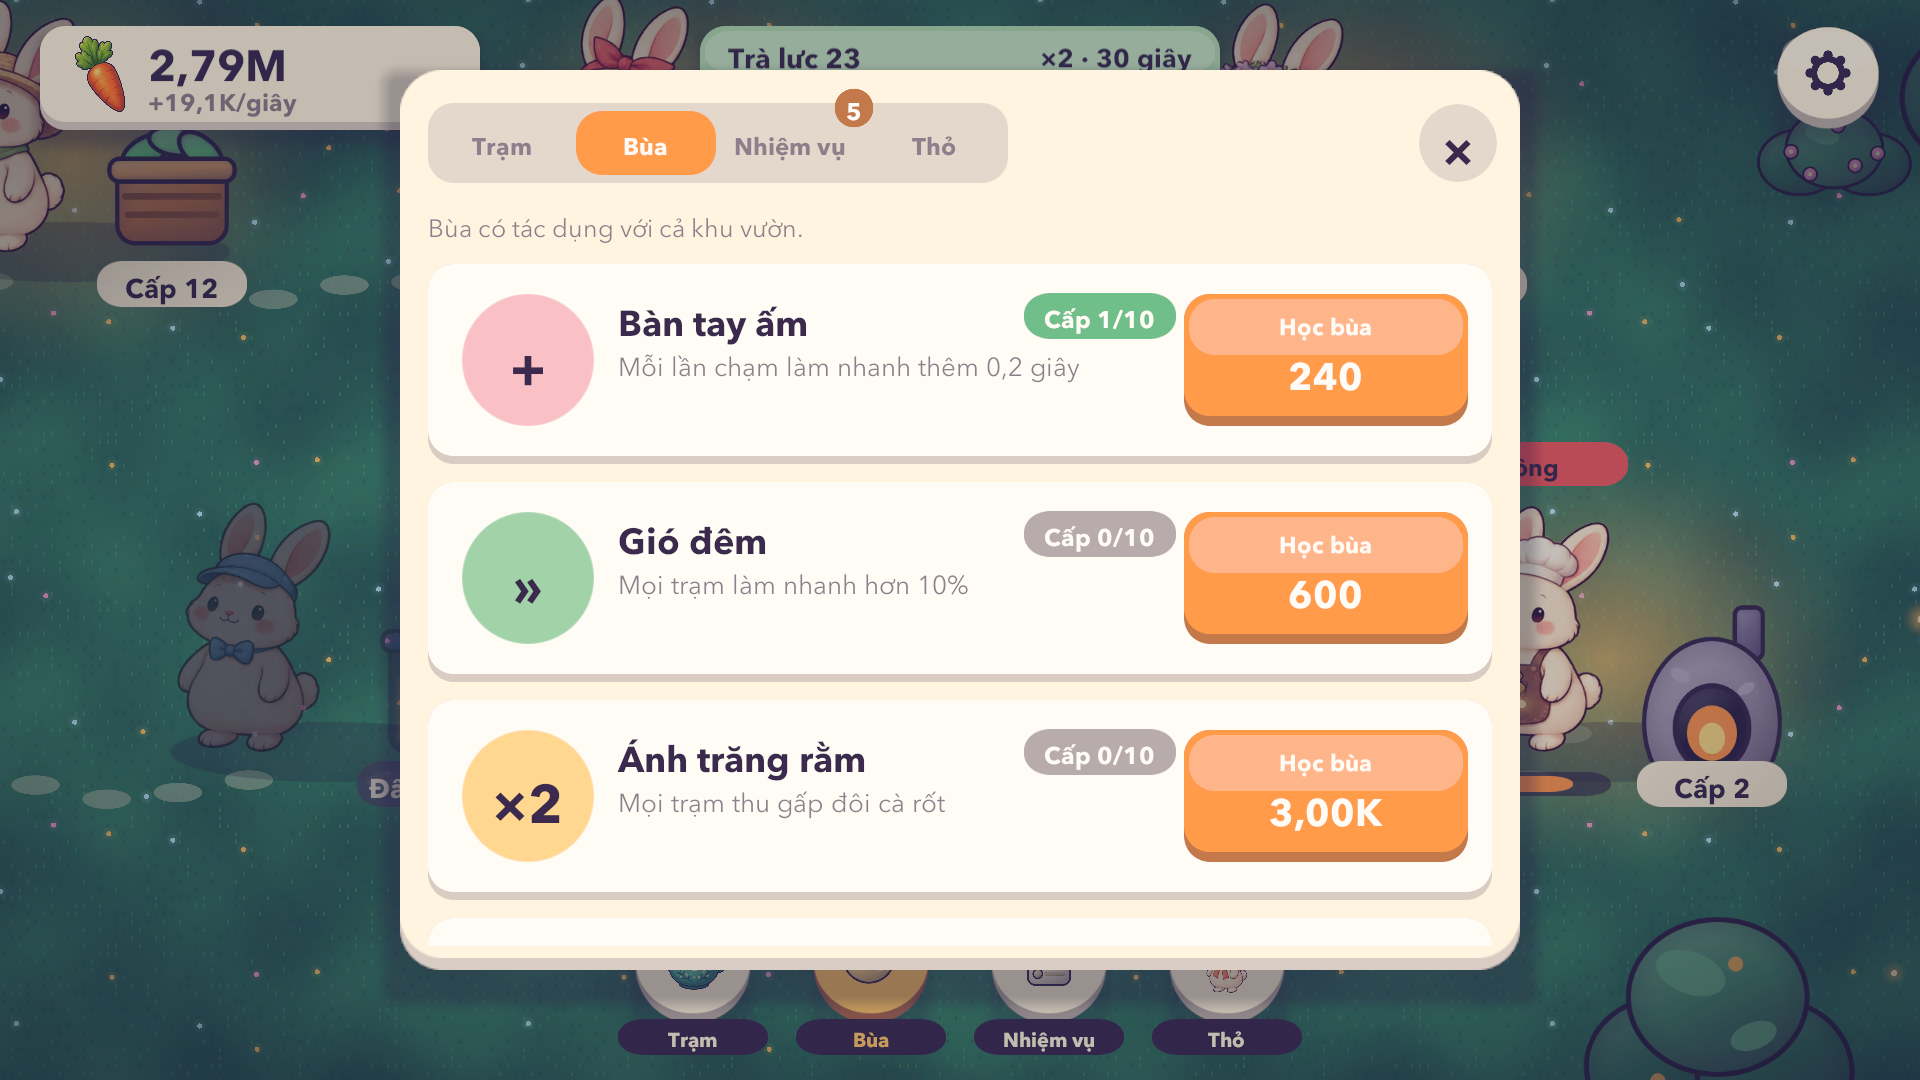 2,79M
+19,1K/giây
Trà lực 23
×2 · 30 giây
Trạm
Bùa
Nhiệm vụ
5
Thỏ
×
Bùa có tác dụng với cả khu vườn.
+
Bàn tay ấm
Cấp 1/10
Mỗi lần chạm làm nhanh thêm 0,2 giây
Học bùa
240
»
Gió đêm
Cấp 0/10
Mọi trạm làm nhanh hơn 10%
Học bùa
600
×2
Ánh trăng rằm
Cấp 0/10
Mọi trạm thu gấp đôi cà rốt
Học bùa
3,00K
Cấp 12
Cấp 2
Trạm
Bùa
Nhiệm vụ
Thỏ